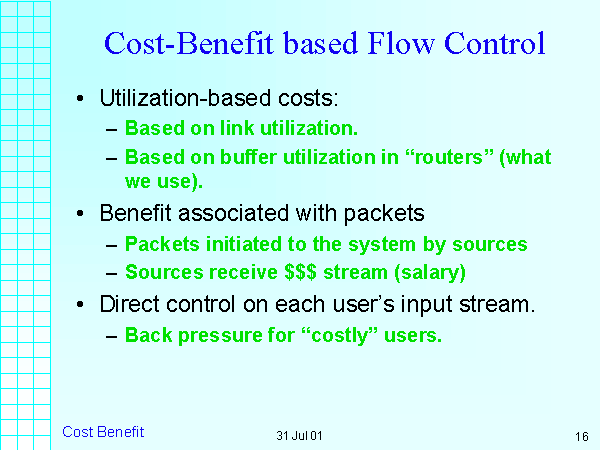 Cost-Benefit based Flow Control
• Utilization-based costs:
– Based on link utilization.
– Based on buffer utilization in “routers” (what
we use).
• Benefit associated with packets
– Packets initiated to the system by sources
– Sources receive $$$ stream (salary)
• Direct control on each user’s input stream.
– Back pressure for “costly” users.
Cost Benefit
31 Jul 01
16